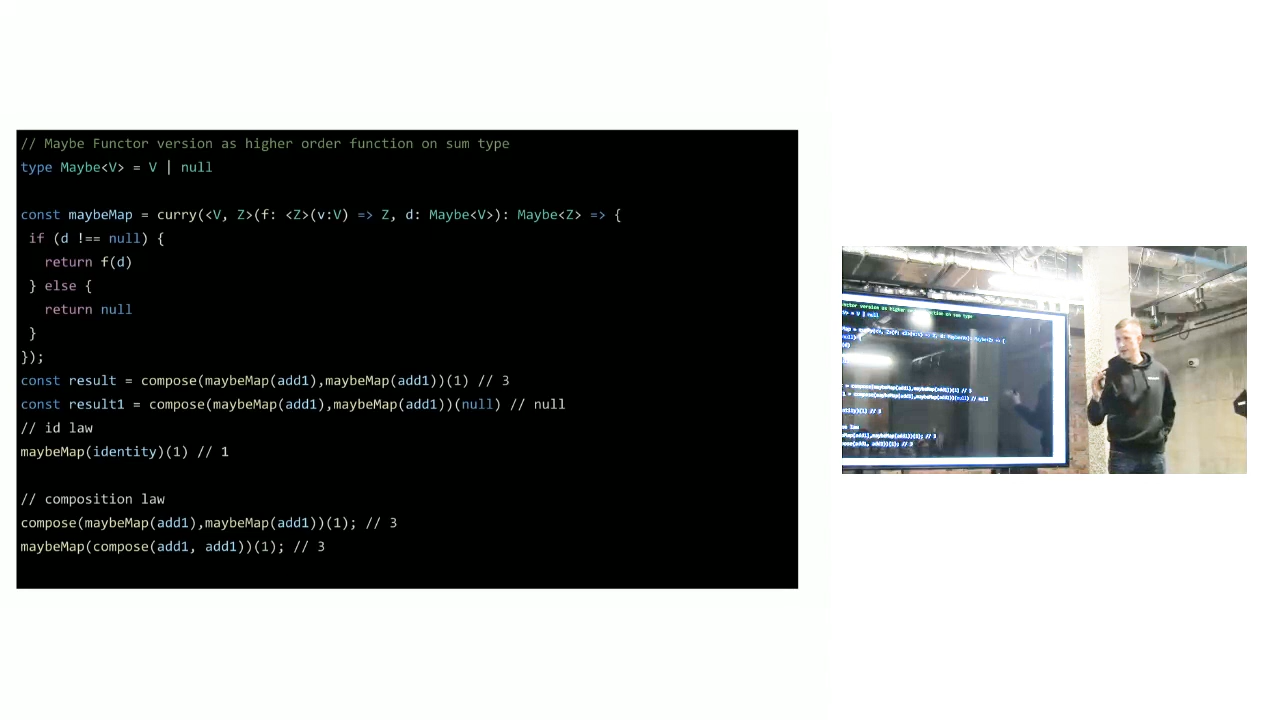 // Maybe Functor version as higher order function on sum type
type Maybe<V> = V | null
const maybeMap = curry(<V, Z>(f: <Z>(v:V) => Z, d: Maybe<V>): Maybe<Z> => {
if (d !== null) {
return f(d)
} else {
return null
}
});
const result = compose(maybeMap(add1),maybeMap(add1))(1) // 3
const result1 = compose(maybeMap(add1),maybeMap(add1))(null) // null
// id law
maybeMap(identity)(1) // 1
// composition law
compose(maybeMap(add1),maybeMap(add1))(1); // 3
maybeMap(compose(add1, add1))(1); // 3